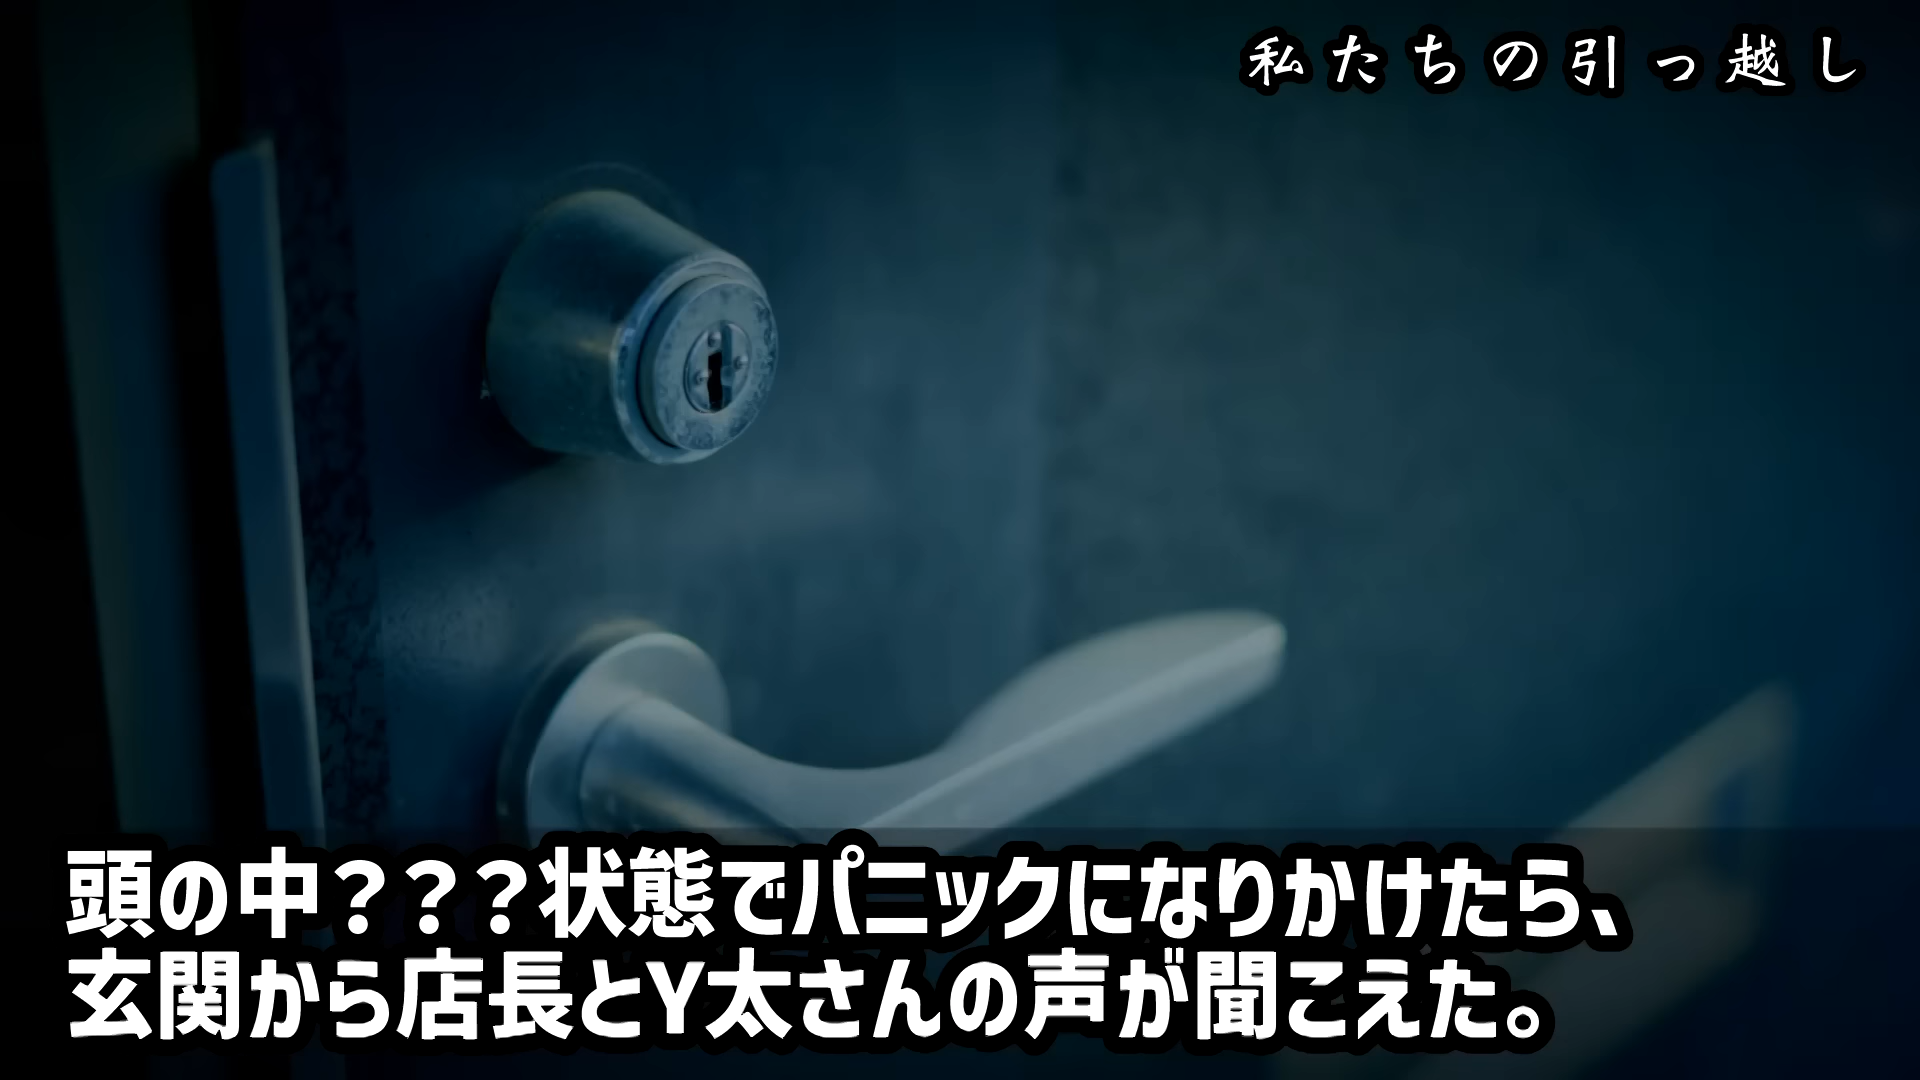 私たちの引っ越し
頭の中？？？状態でパニックになりかけたら、
玄関から店長とY太さんの声が聞こえた。